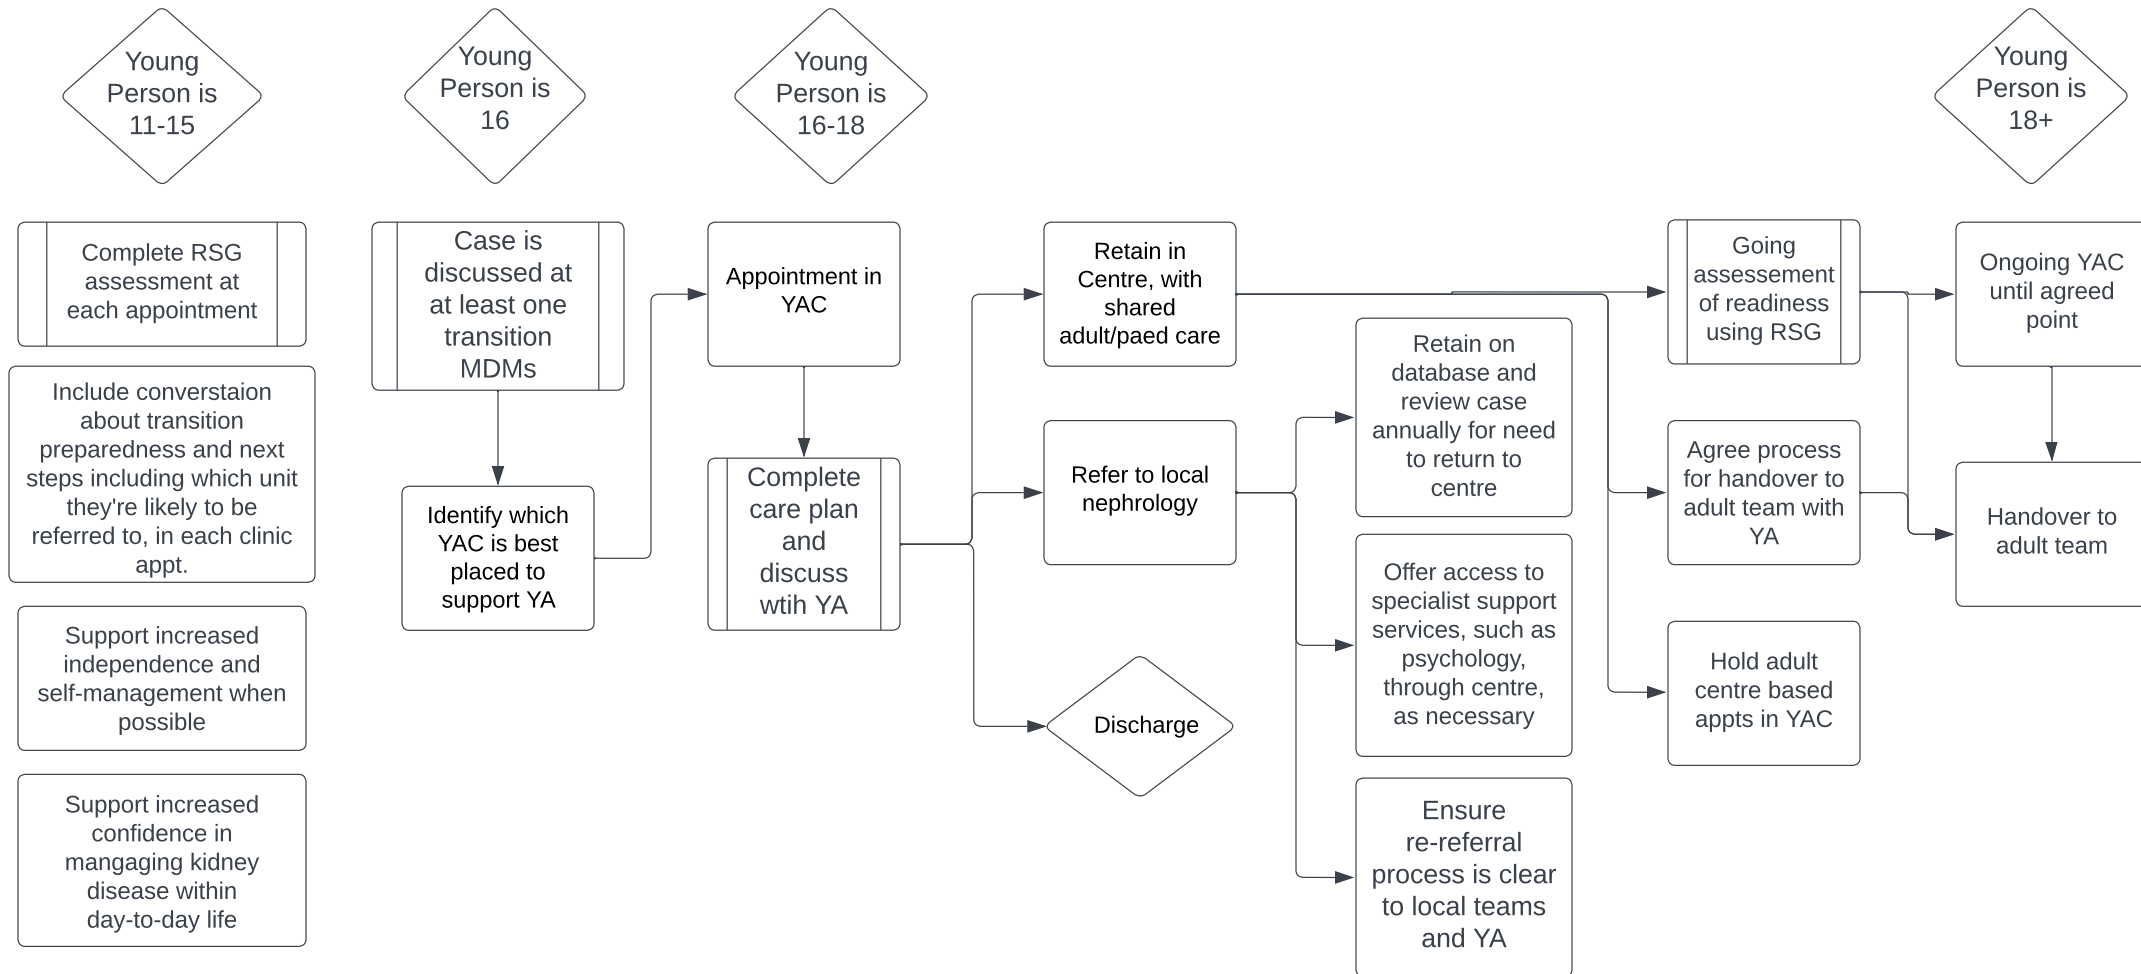 Young
Person is
11-15
Young
Person is
16
Young
Person is
16-18
Young
Person is
18+
Complete RSG
assessment at
each appointment
Include converstaion
about transition
preparedness and next
steps including which unit
they're likely to be
referred to, in each clinic
appt.
Support increased
independence and
self-management when
possible
Support increased
confidence in
mangaging kidney
disease within
day-to-day life
Case is
discussed at
at least one
transition
MDMs
Identify which
YAC is best
placed to
support YA
Appointment in
YAC
Complete
care plan
and
discuss
wtih YA
Retain in
Centre, with
shared
adult/paed care
Refer to local
nephrology
Discharge
Retain on
database and
review case
annually for need
to return to
centre
Offer access to
specialist support
services, such as
psychology,
through centre,
as necessary
Ensure
re-referral
process is clear
to local teams
and YA
Going
assessement
of readiness
using RSG
Agree process
for handover to
adult team with
YA
Hold adult
centre based
appts in YAC
Ongoing YAC
until agreed
point
Handover to
adult team